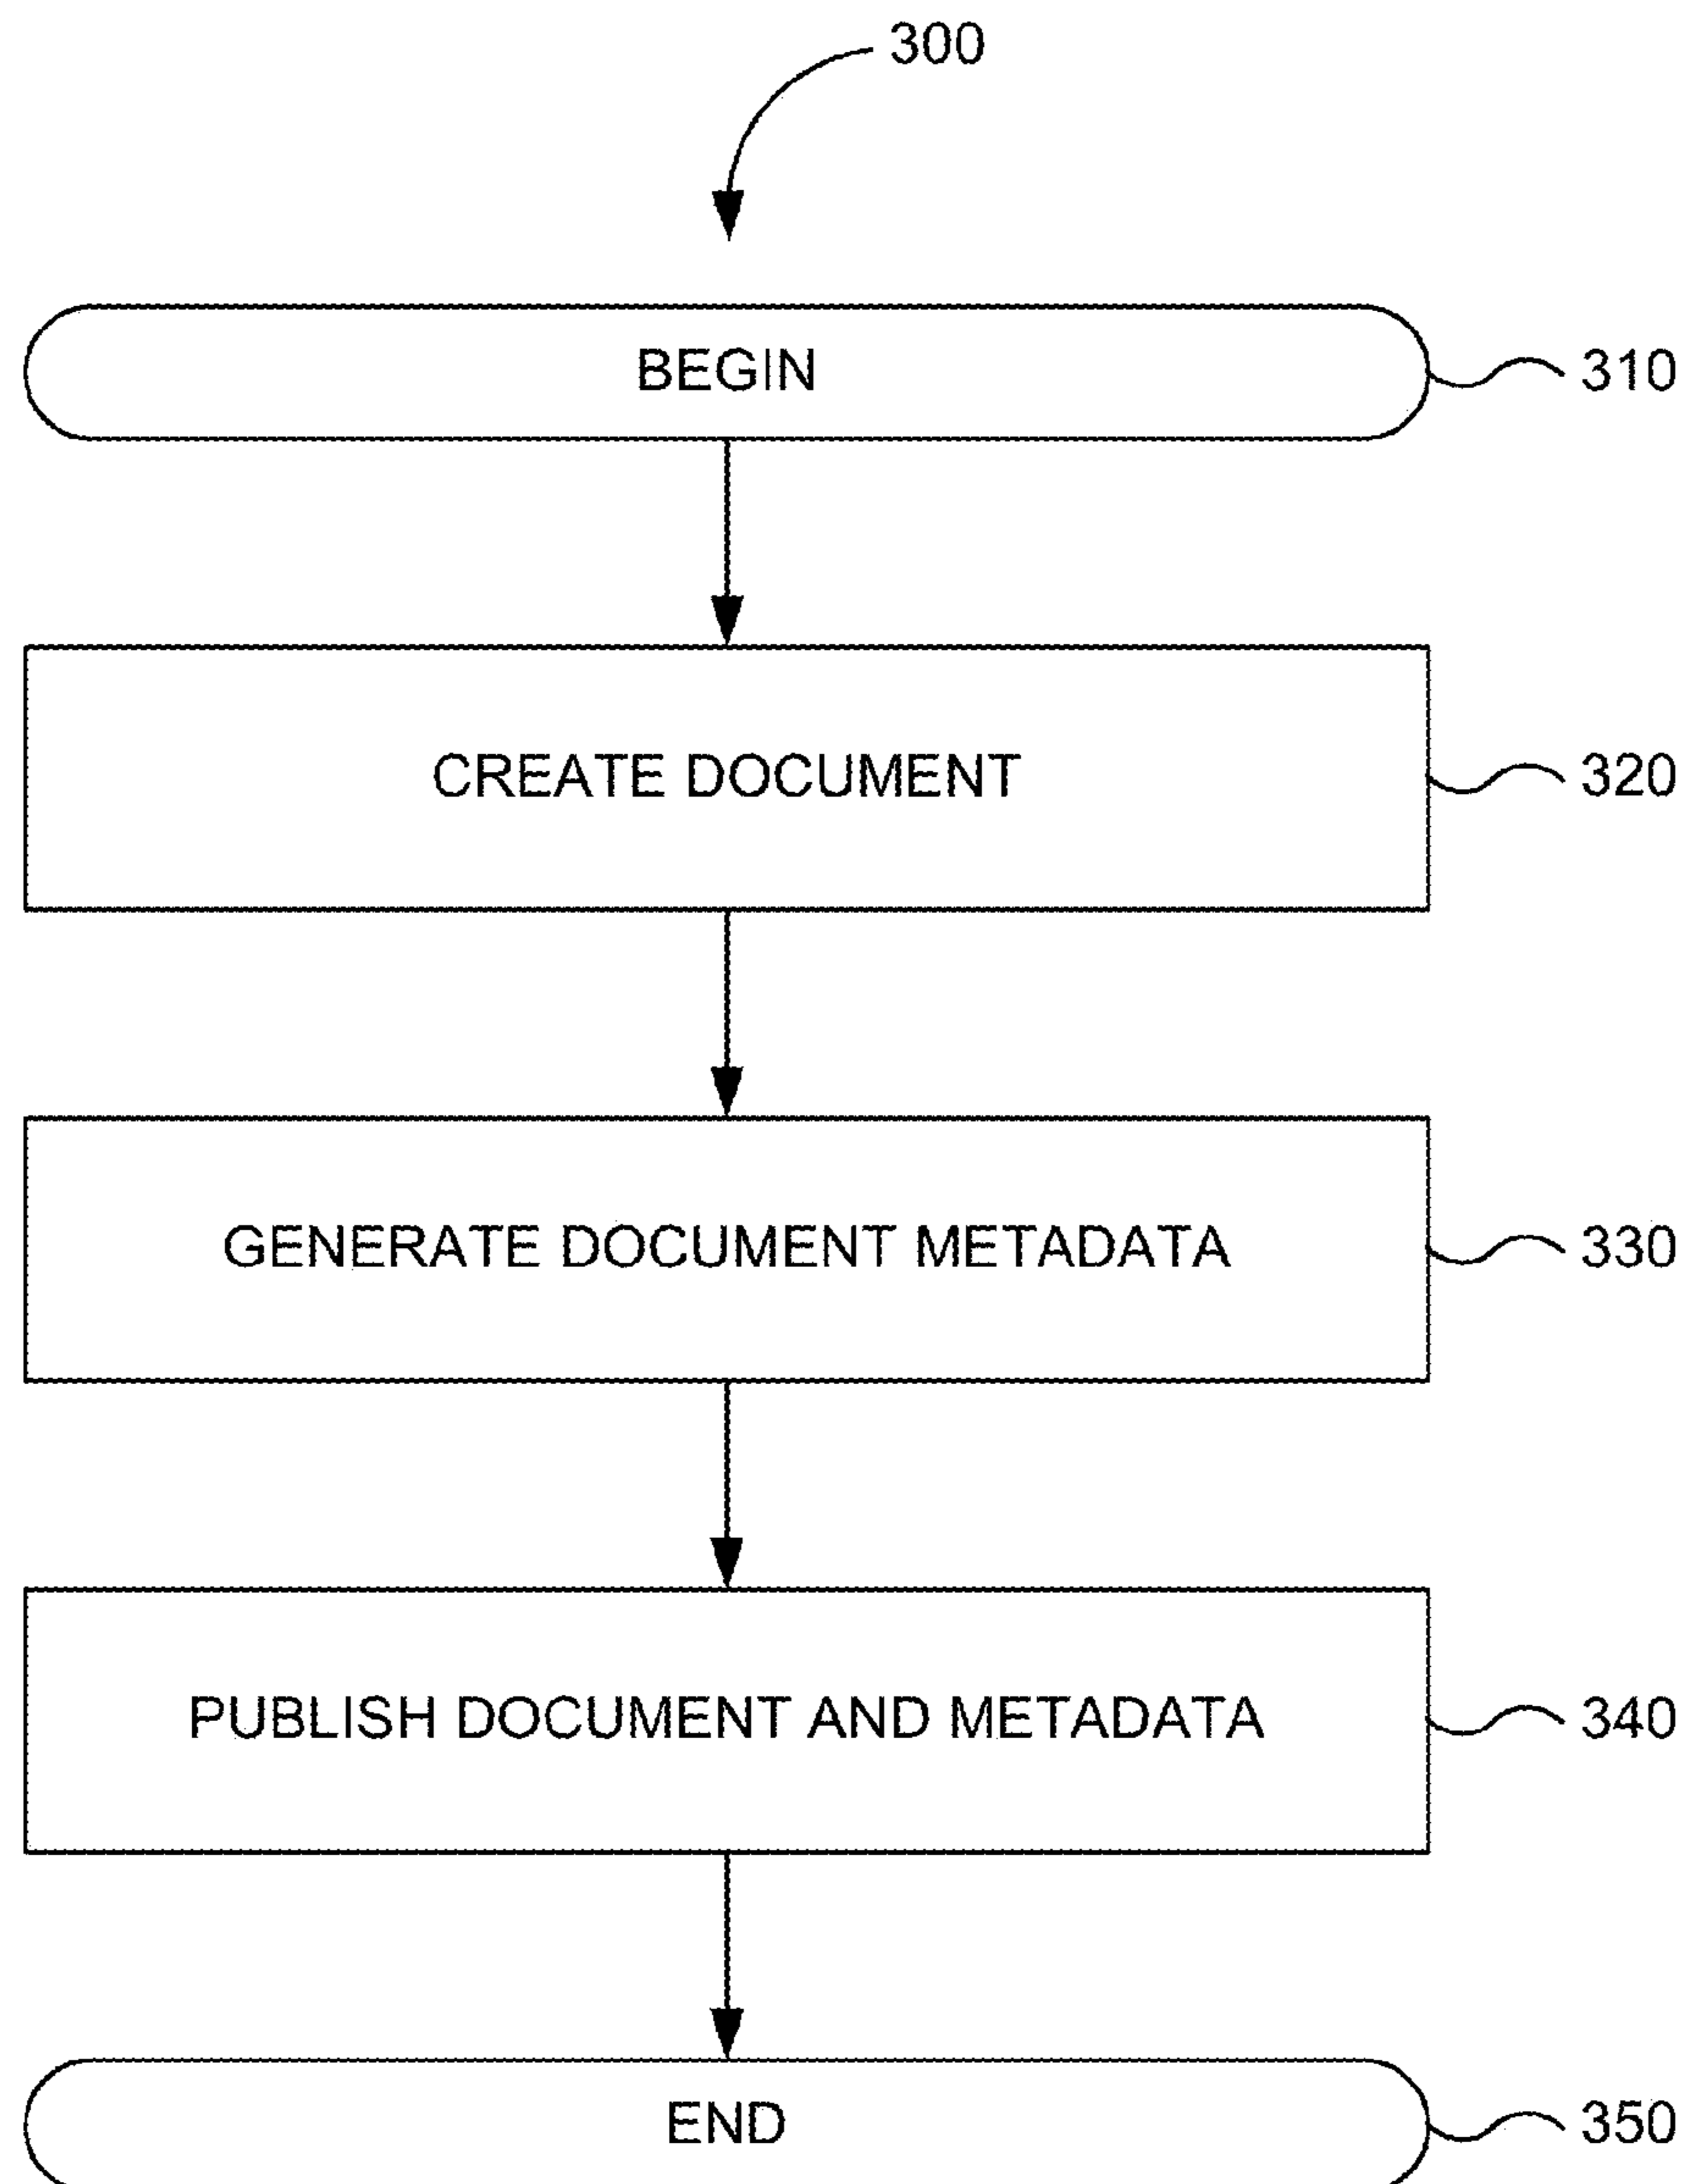 300
BEGIN 310
CREATE DOCUMENT 320
GENERATE DOCUMENT METADATA 330
PUBLISH DOCUMENT AND METADATA 340
END 350